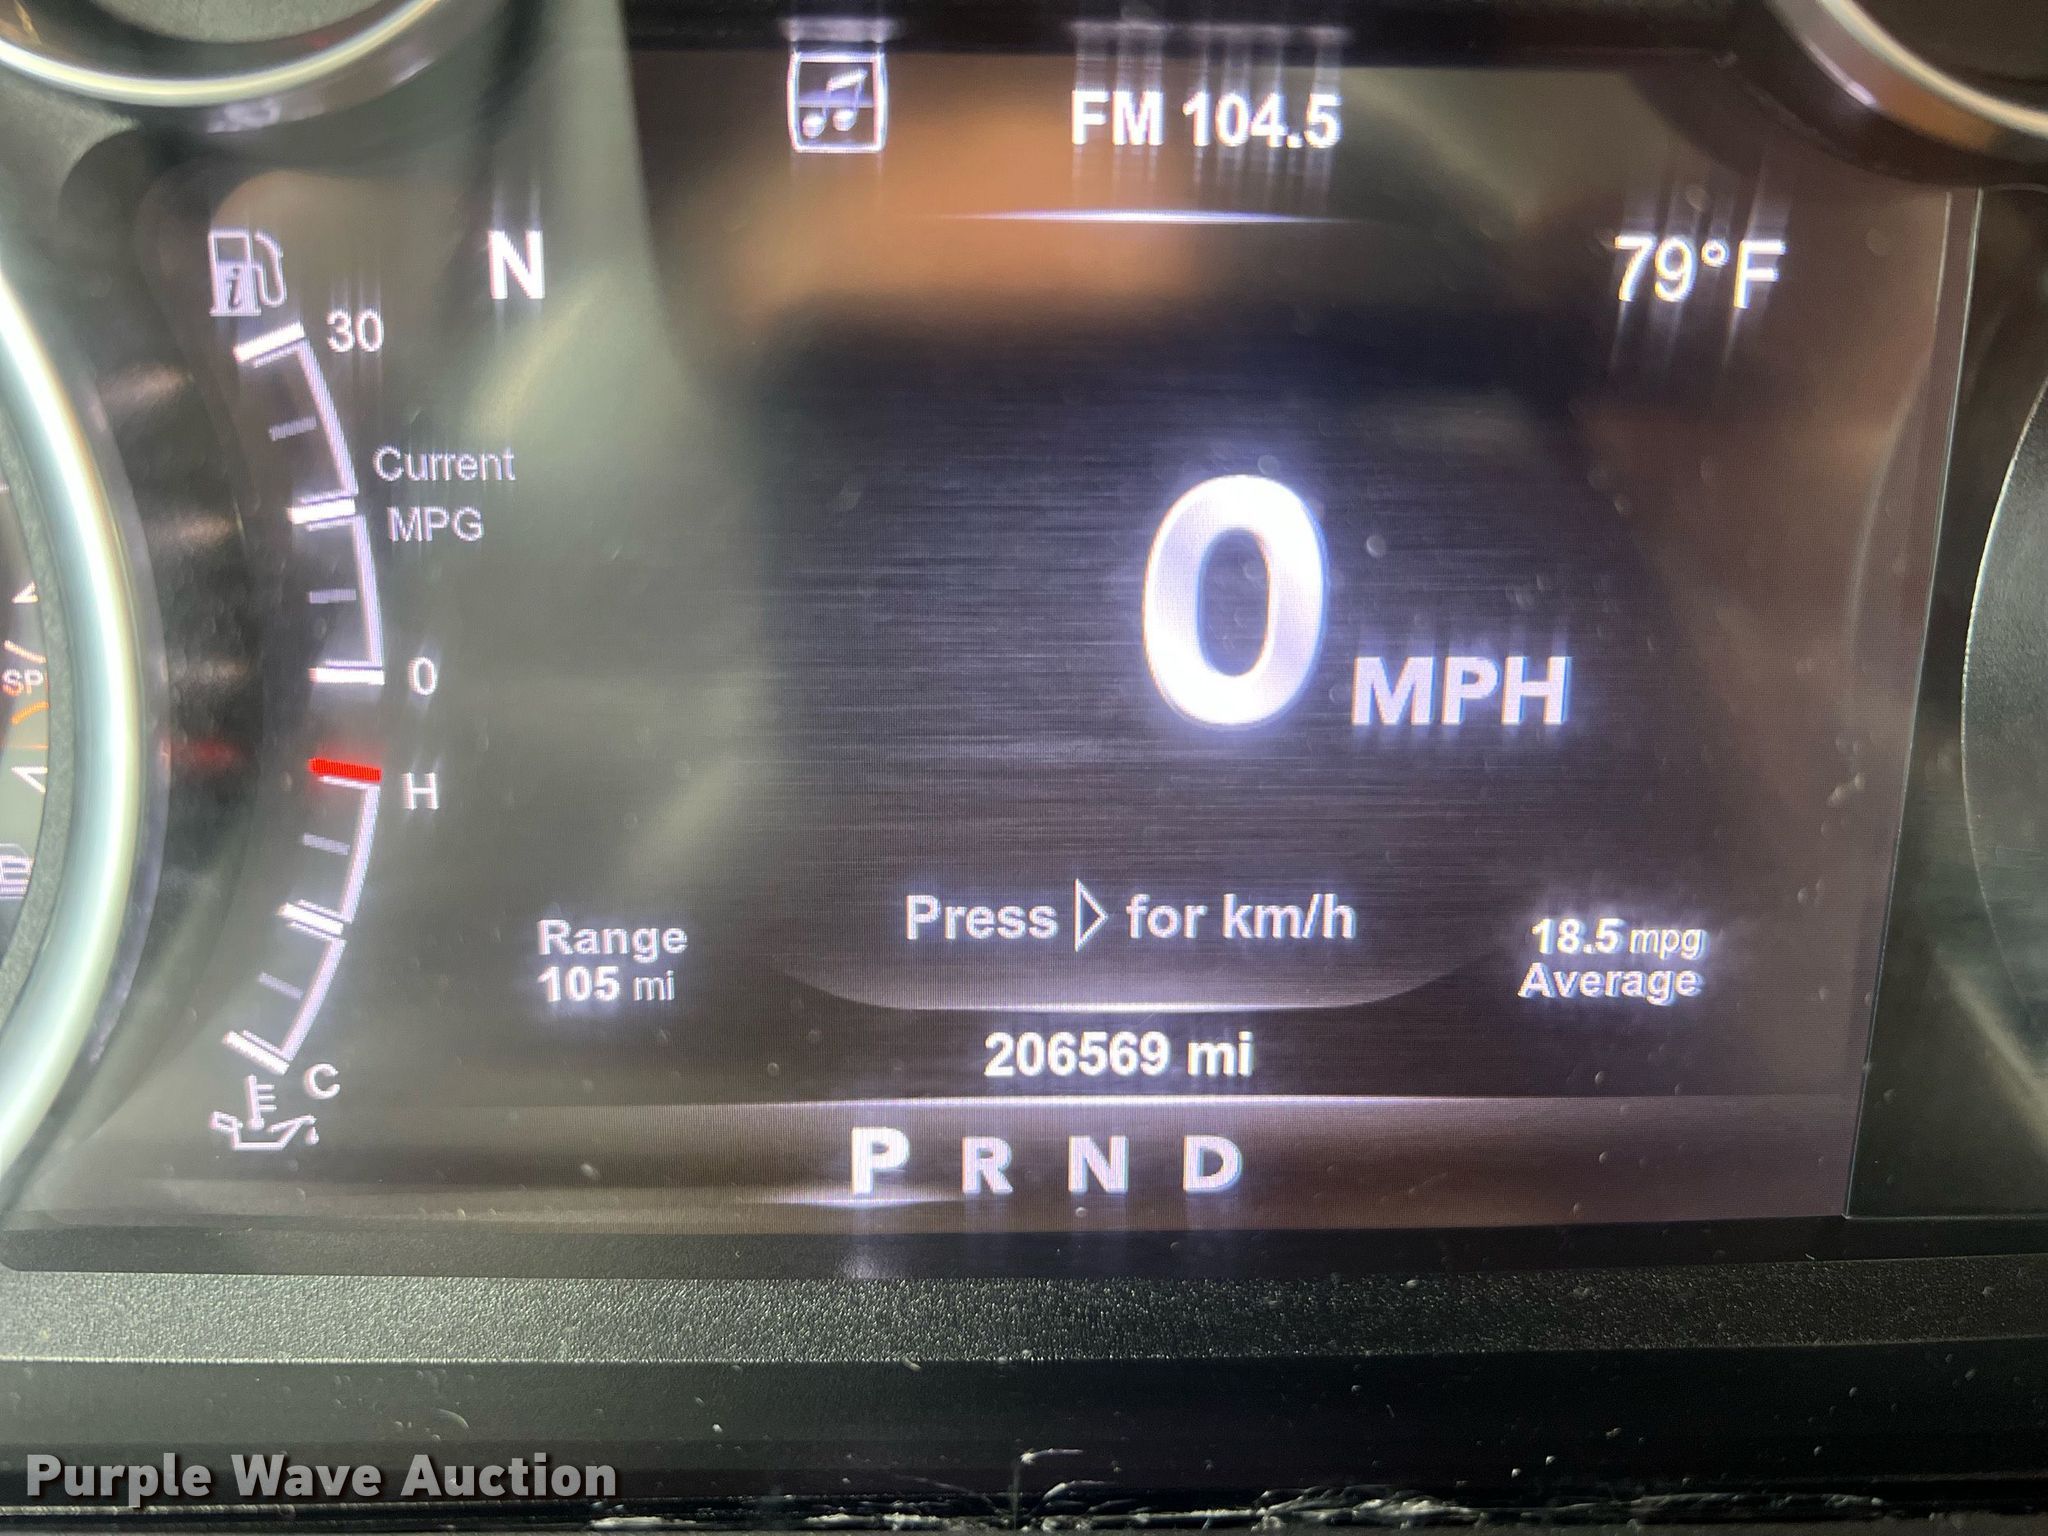 FM 104.5
N
79°F
30
Current
MPG
0
0 MPH
SP
H
Press ▷ for km/h
Range
105 mi
18.5 mpg
Average
206569 mi
C
P R N D
Purple Wave Auction